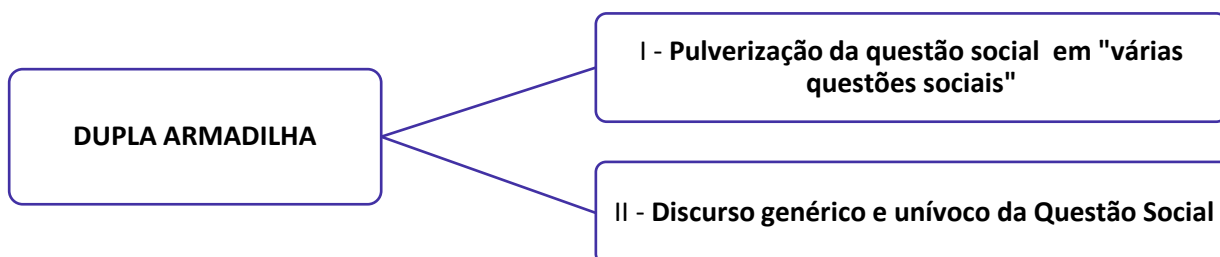 DUPLA ARMADILHA
I - Pulverização da questão social em "várias
questões sociais"
II - Discurso genérico e unívoco da Questão Social